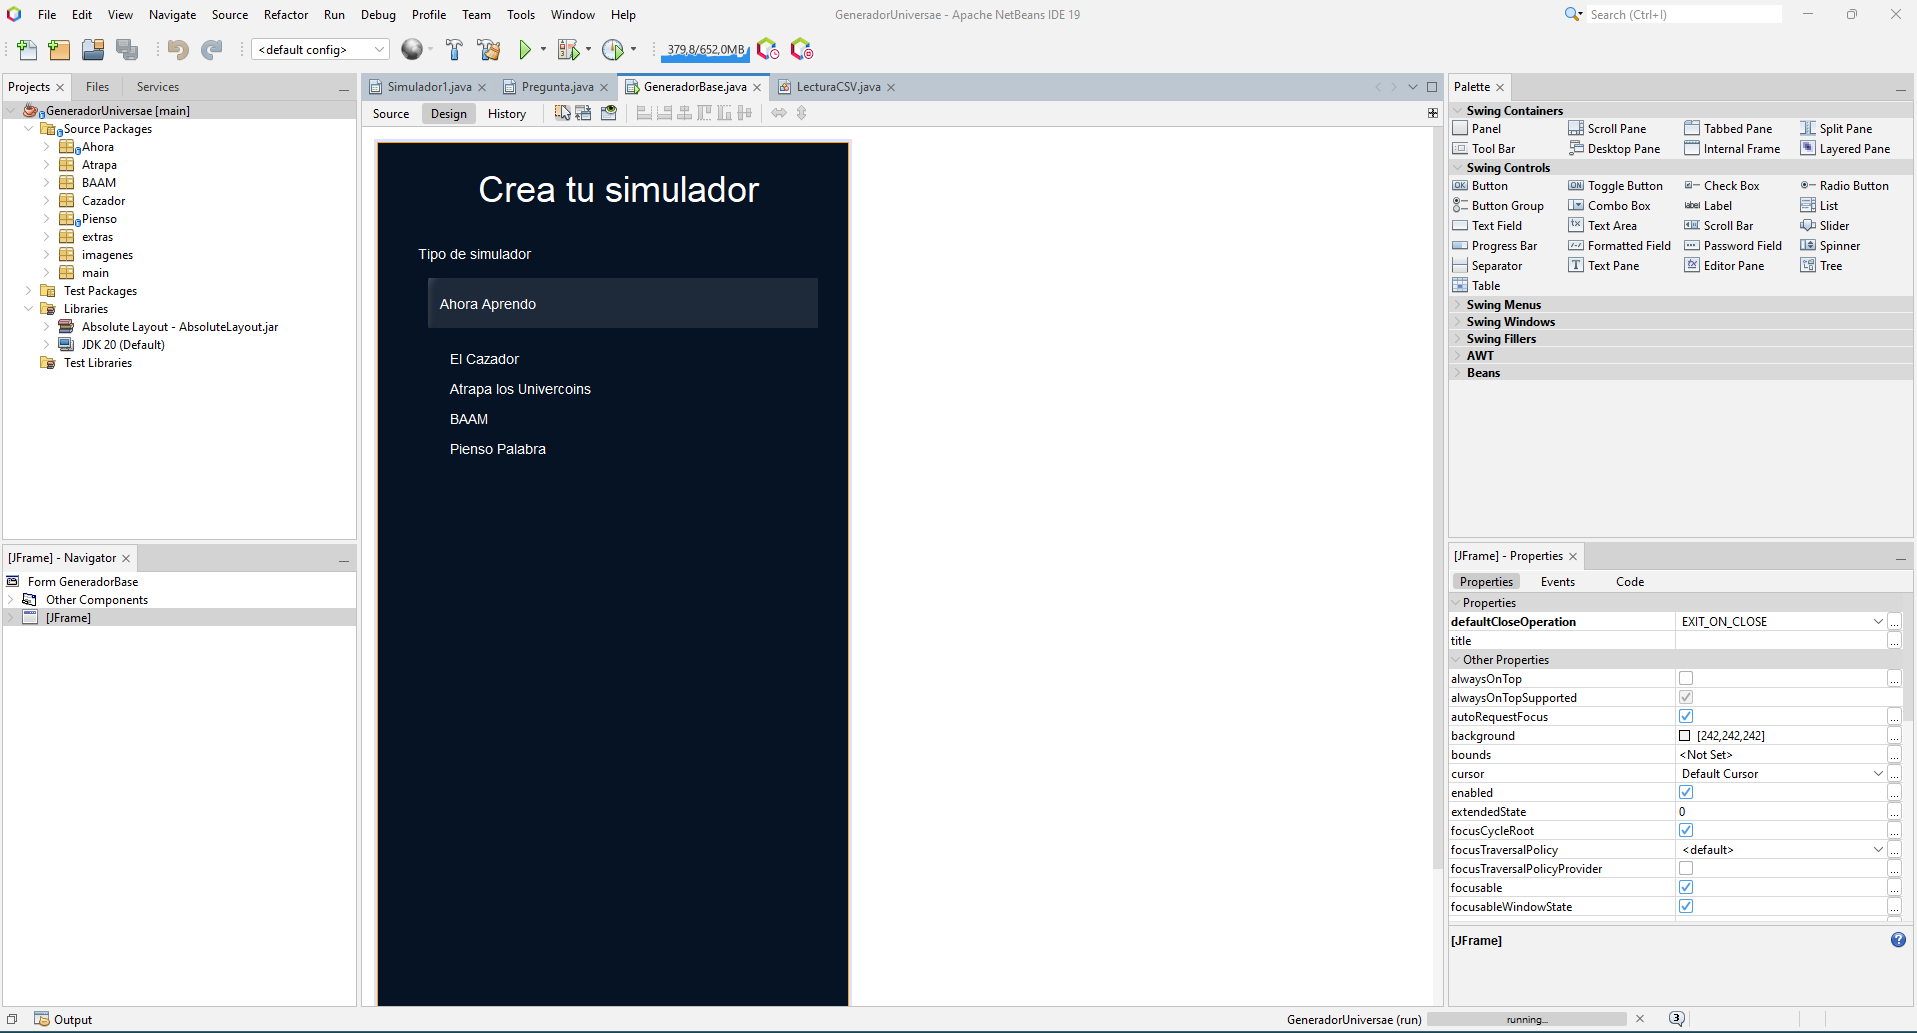 File Edit View Navigate Source Refactor Run Debug Profile Team Tools Window Help
GeneradorUniversae - Apache NetBeans IDE 19
Search (Ctrl+I)
<default config>
379,8/652,0MB
Projects Files Services
GeneradorUniversae [main]
Source Packages
Ahora
Atrapa
BAAM
Cazador
Pienso
extras
imagenes
main
Test Packages
Libraries
Absolute Layout - AbsoluteLayout.jar
JDK 20 (Default)
Test Libraries
[JFrame] - Navigator
Form GeneradorBase
Other Components
[JFrame]
Simulador1.java Pregunta.java GeneradorBase.java LecturaCSV.java
Source Design History
Crea tu simulador
Tipo de simulador
Ahora Aprendo
El Cazador
Atrapa los Univercoins
BAAM
Pienso Palabra
Palette
Swing Containers
Panel Scroll Pane Tabbed Pane Split Pane
Tool Bar Desktop Pane Internal Frame Layered Pane
Swing Controls
Button Toggle Button Check Box Radio Button
Button Group Combo Box Label List
Text Field Text Area Scroll Bar Slider
Progress Bar Formatted Field Password Field Spinner
Separator Text Pane Editor Pane Tree
Table
Swing Menus
Swing Windows
Swing Fillers
AWT
Beans
[JFrame] - Properties
Properties Events Code
Properties
defaultCloseOperation EXIT_ON_CLOSE
title
Other Properties
alwaysOnTop
alwaysOnTopSupported
autoRequestFocus
background [242,242,242]
bounds <Not Set>
cursor Default Cursor
enabled
extendedState 0
focusCycleRoot
focusTraversalPolicy <default>
focusTraversalPolicyProvider
focusable
focusableWindowState
[JFrame]
Output
GeneradorUniversae (run) running... 3